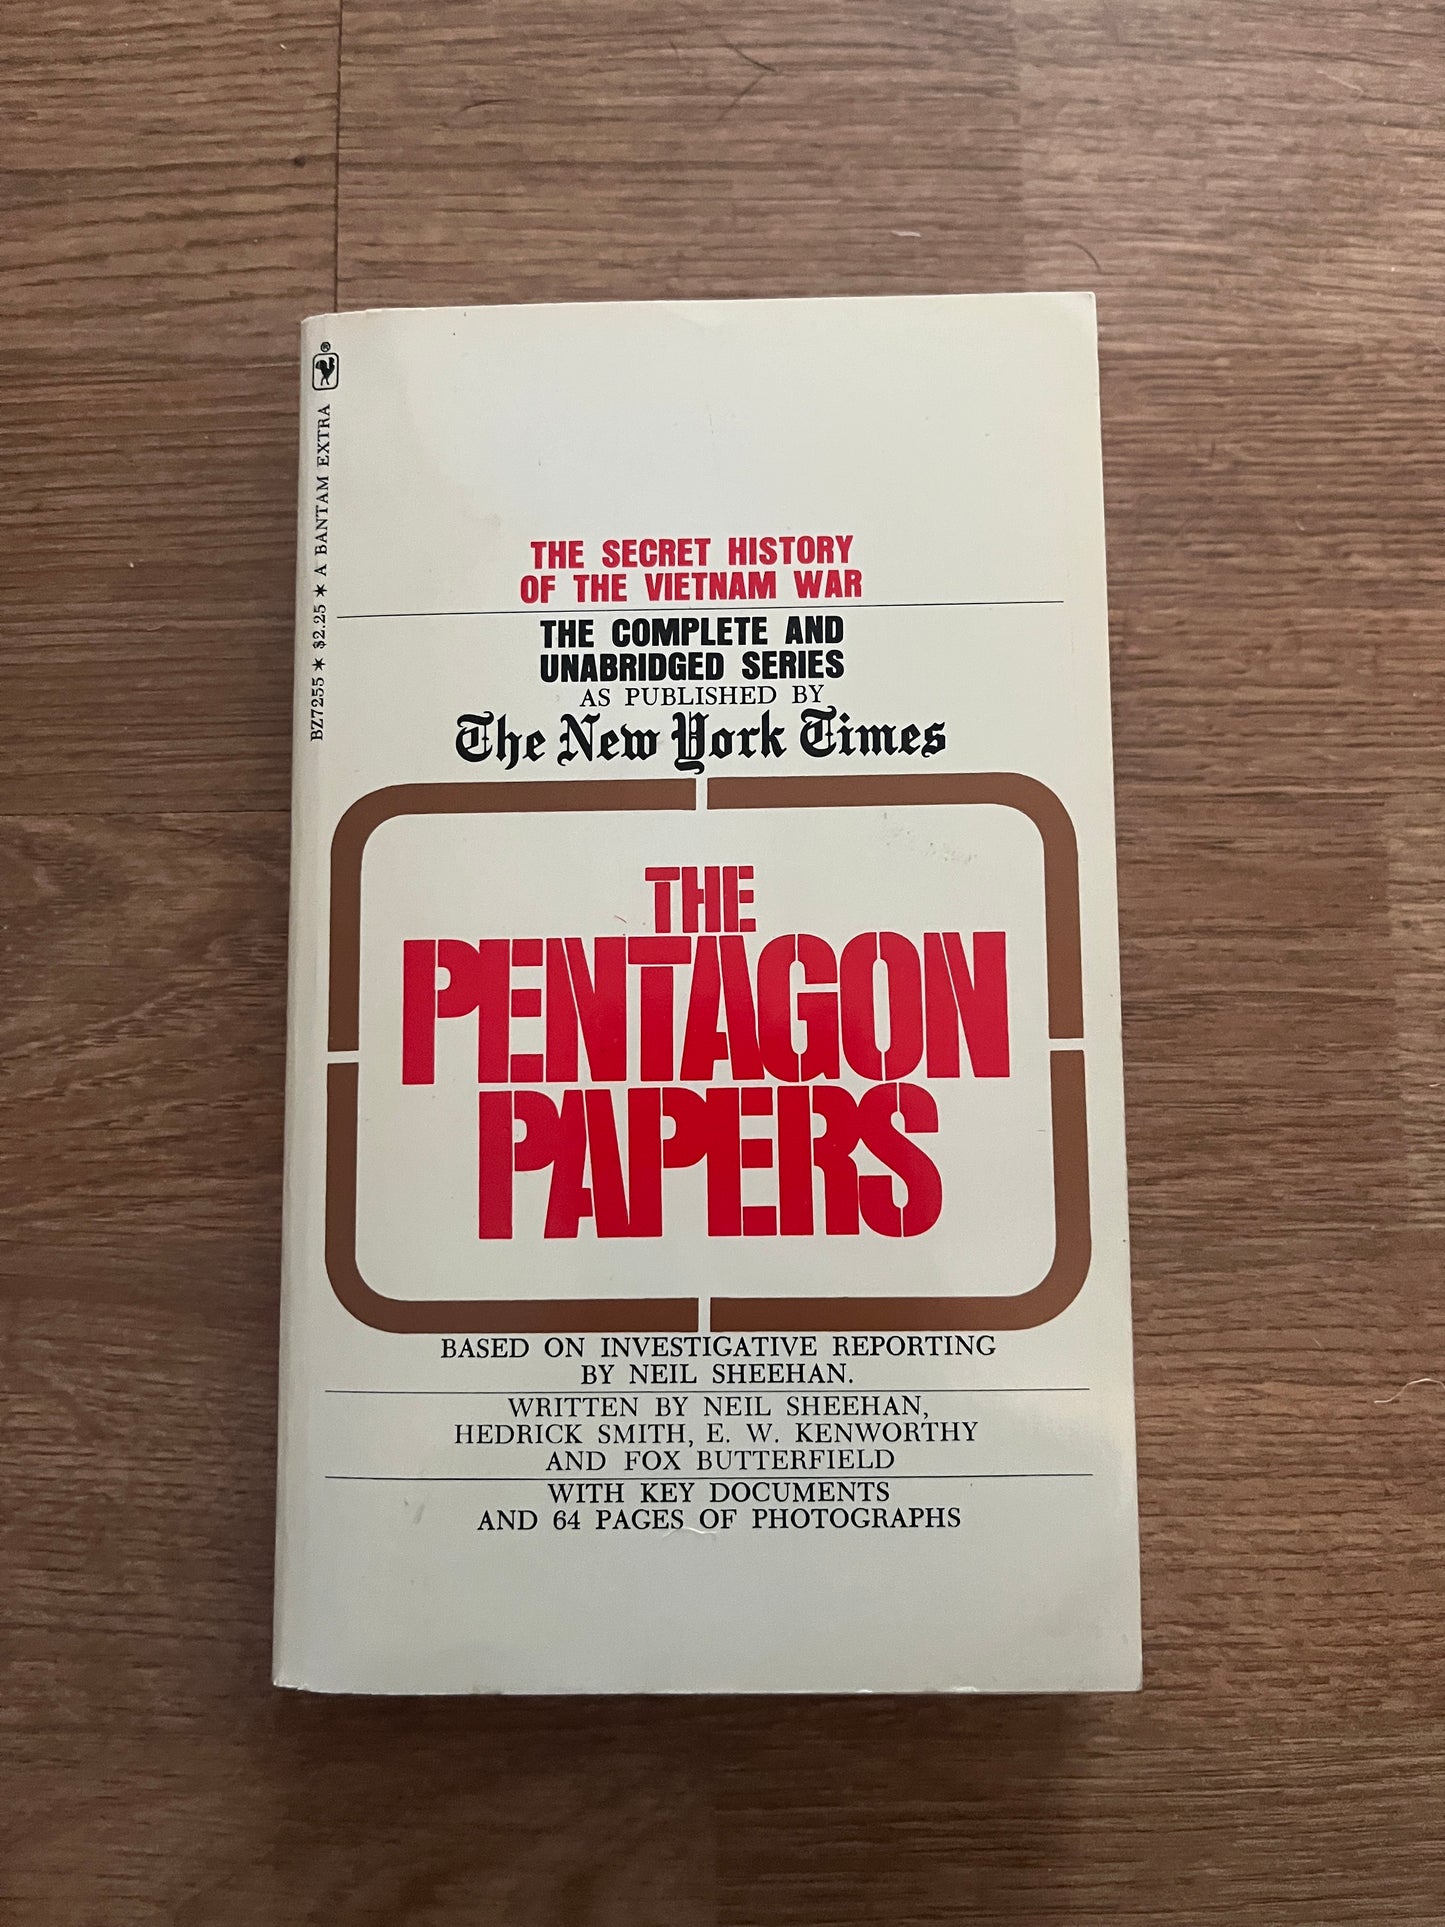 BZ7255 * $2.25 * A BANTAM EXTRA
®
THE SECRET HISTORY
OF THE VIETNAM WAR
THE COMPLETE AND
UNABRIDGED SERIES
AS PUBLISHED BY
The New York Times
THE
PENTAGON
PAPERS
BASED ON INVESTIGATIVE REPORTING
BY NEIL SHEEHAN.
WRITTEN BY NEIL SHEEHAN,
HEDRICK SMITH, E. W. KENWORTHY
AND FOX BUTTERFIELD
WITH KEY DOCUMENTS
AND 64 PAGES OF PHOTOGRAPHS